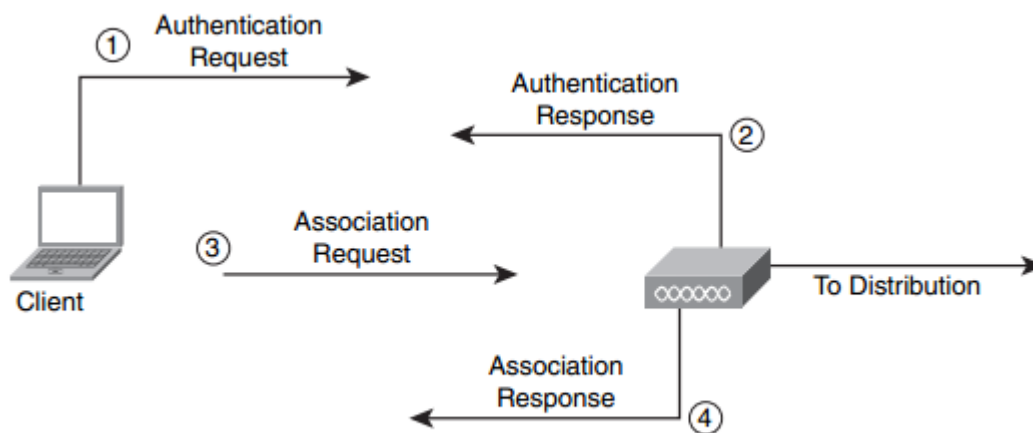 ① Authentication
Request
Authentication
Response ②
③ Association
Request
Client
To Distribution
Association
Response ④